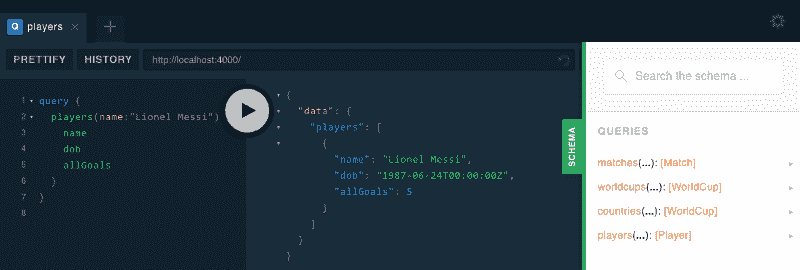 Q players
PRETTIFY HISTORY http://localhost:4000/
1 query {
2 players(name:"Lionel Messi")
3 name
4 dob
5 allGoals
6 }
7 }
8
{
"data": {
"players": [
{
"name": "Lionel Messi",
"dob": "1987-06-24T00:00:00Z",
"allGoals": 5
}
]
}
}
SCHEMA
Search the schema ...
QUERIES
matches(...): [Match]
worldcups(...): [WorldCup]
countries(...): [WorldCup]
players(...): [Player]